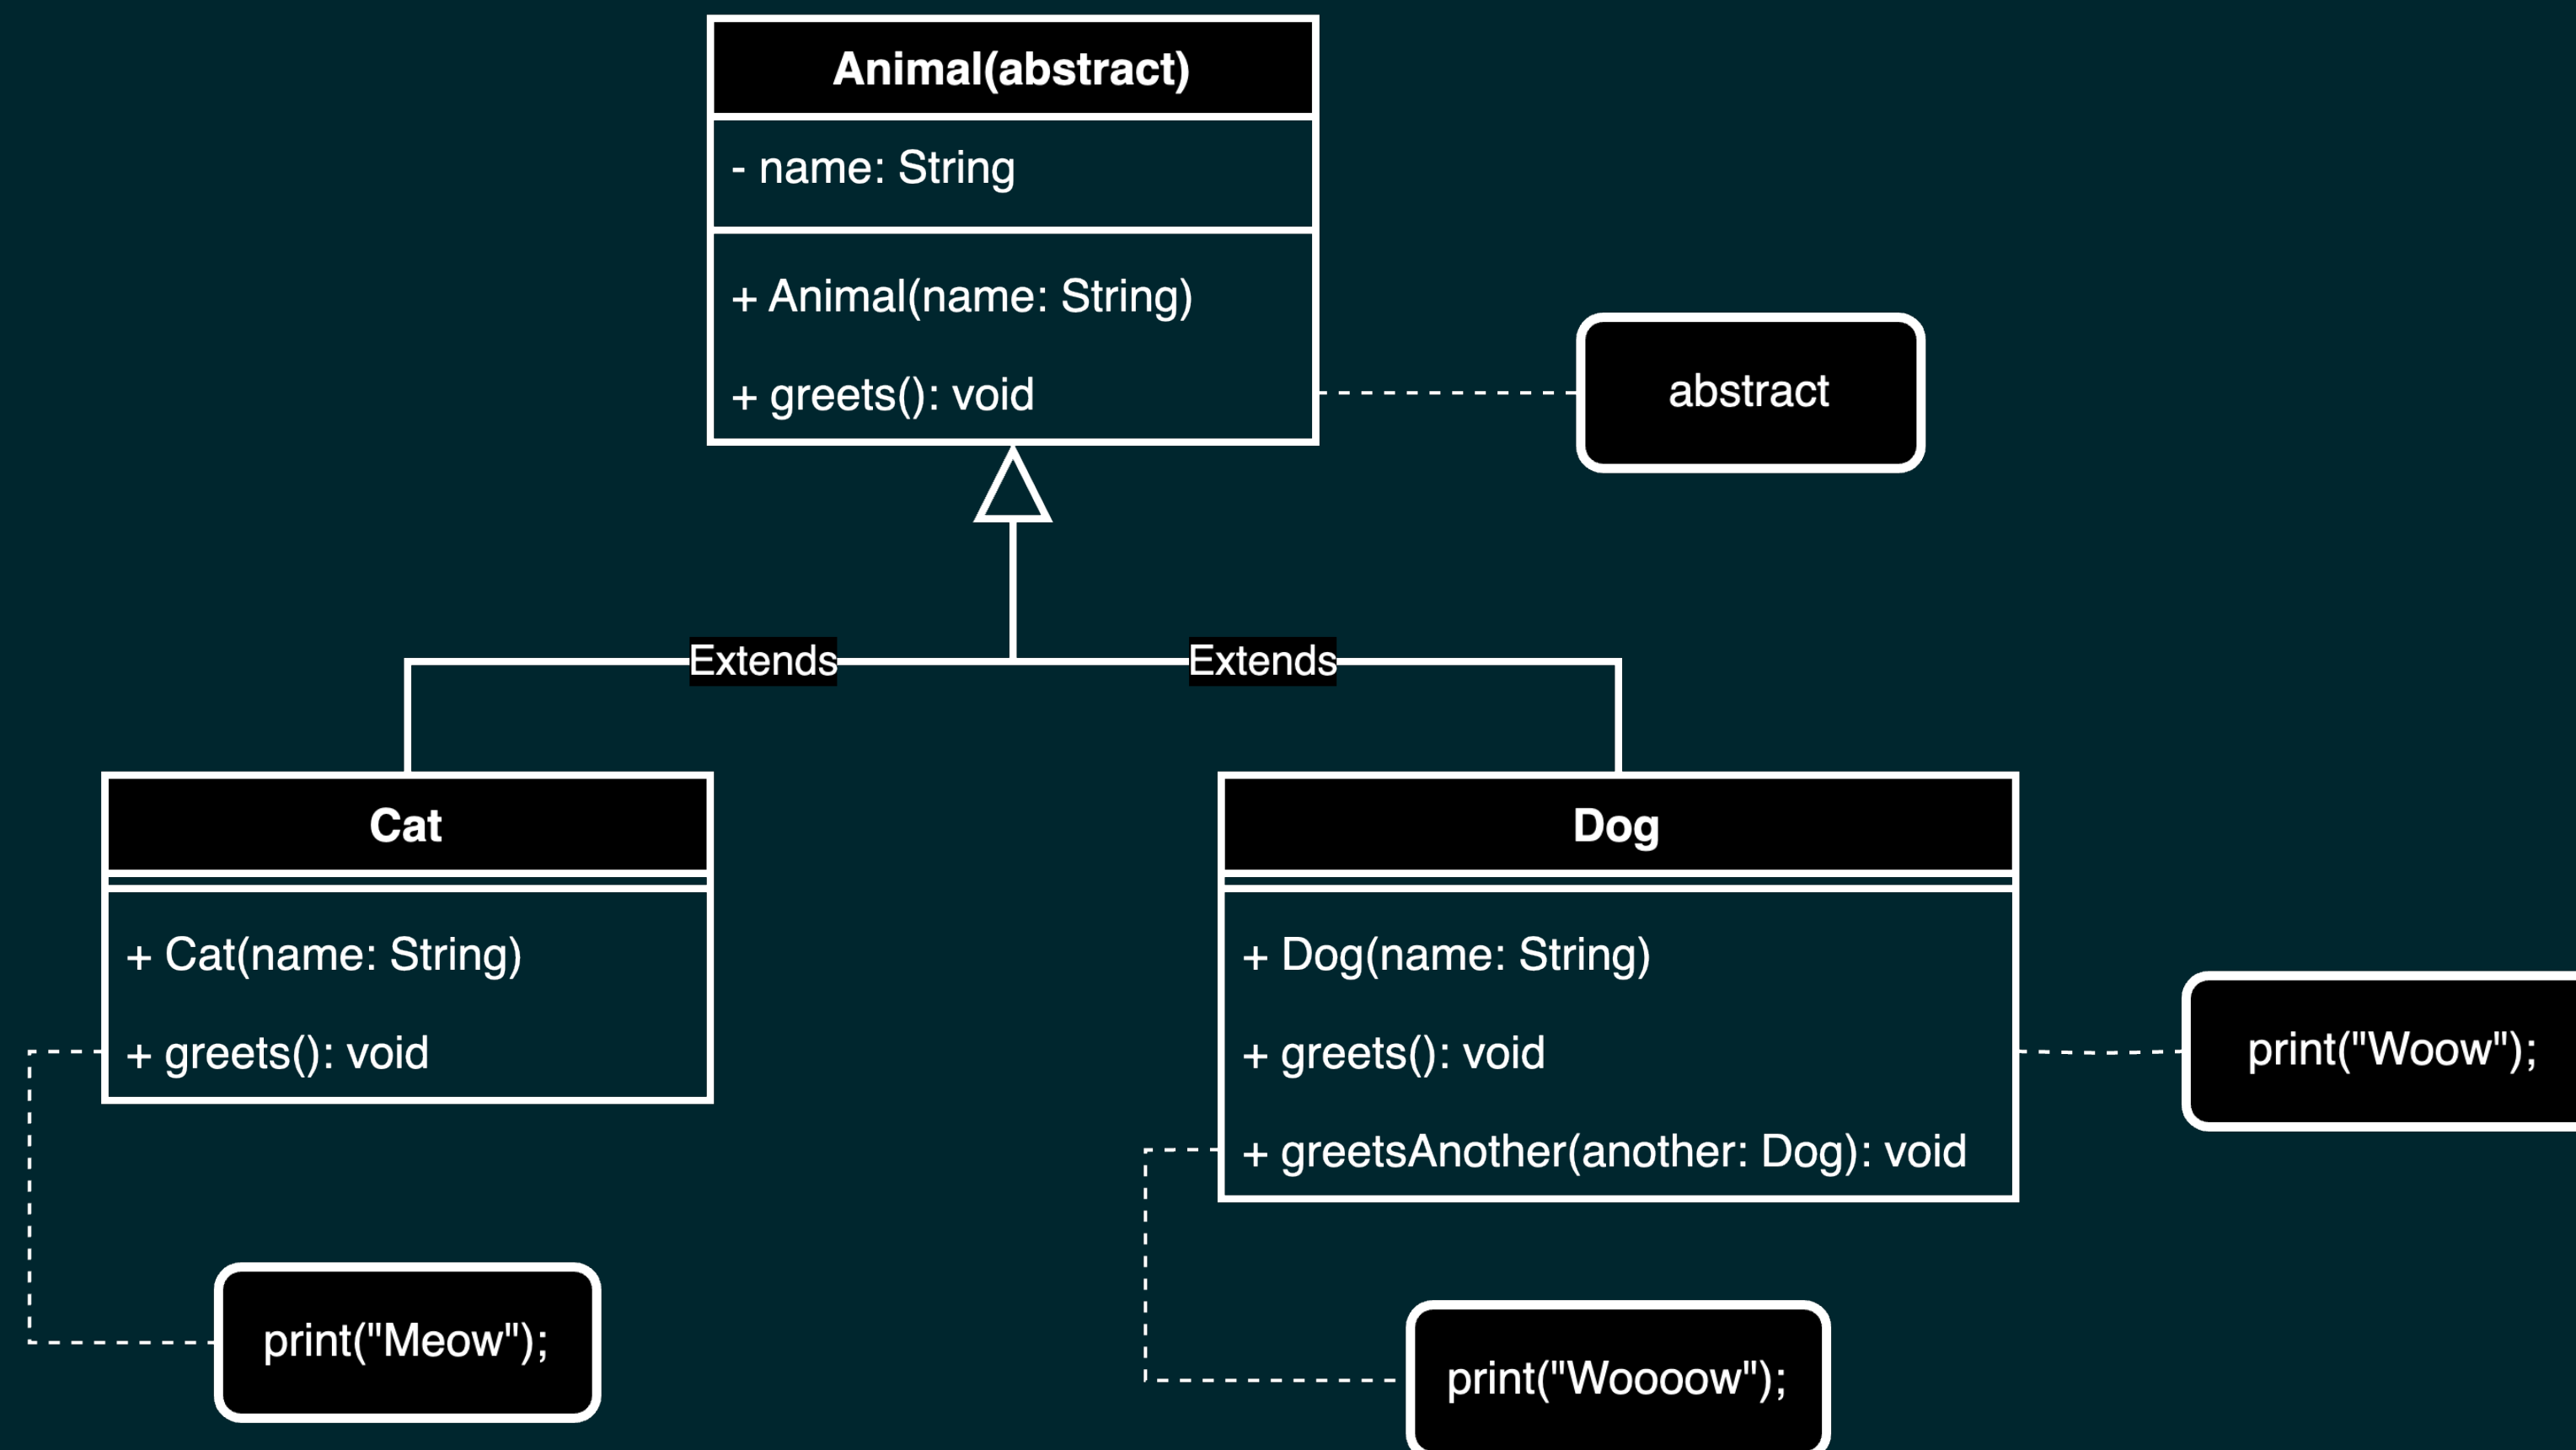 Animal(abstract)
- name: String
+ Animal(name: String)
+ greets(): void
abstract
Extends
Extends
Cat
+ Cat(name: String)
+ greets(): void
print("Meow");
Dog
+ Dog(name: String)
+ greets(): void
+ greetsAnother(another: Dog): void
print("Woow");
print("Woooow");